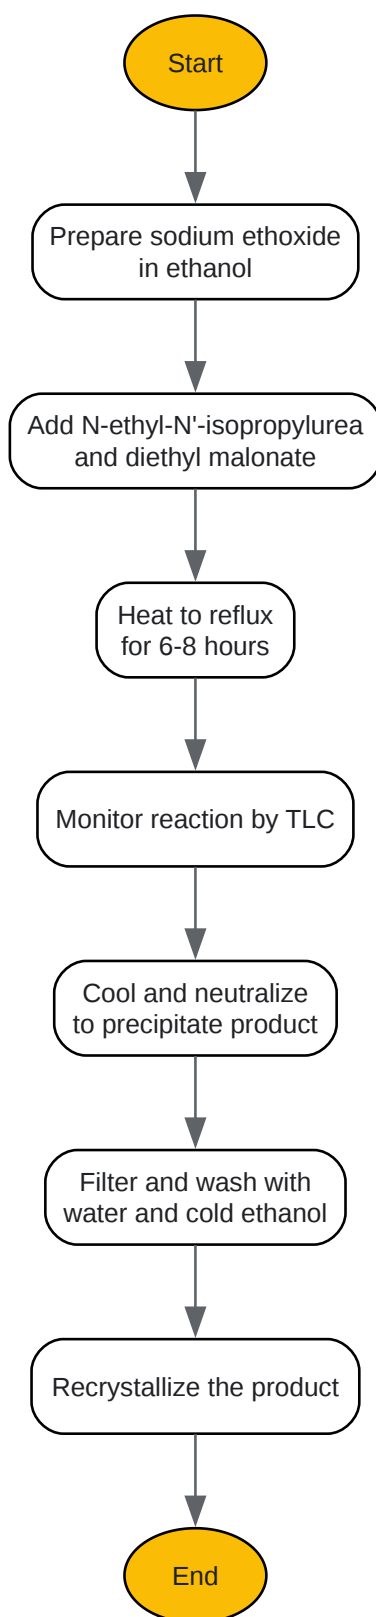 Start
Prepare sodium ethoxide
in ethanol
Add N-ethyl-N'-isopropylurea
and diethyl malonate
Heat to reflux
for 6-8 hours
Monitor reaction by TLC
Cool and neutralize
to precipitate product
Filter and wash with
water and cold ethanol
Recrystallize the product
End